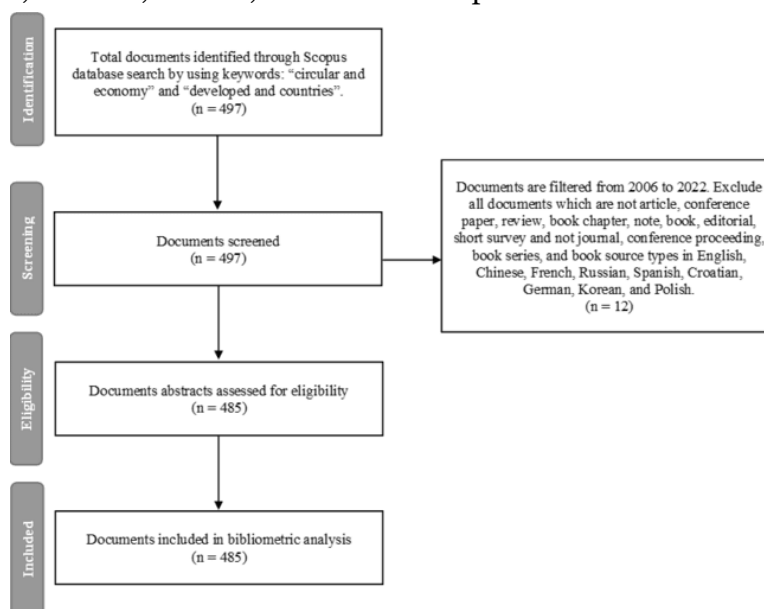 Identification
Total documents identified through Scopus
database search by using keywords: “circular and
economy” and “developed and countries”.
(n = 497)
Screening
Documents screened
(n = 497)
Documents are filtered from 2006 to 2022. Exclude
all documents which are not article, conference
paper, review, book chapter, note, book, editorial,
short survey and not journal, conference proceeding,
book series, and book source types in English,
Chinese, French, Russian, Spanish, Croatian,
German, Korean, and Polish.
(n = 12)
Eligibility
Documents abstracts assessed for eligibility
(n = 485)
Included
Documents included in bibliometric analysis
(n = 485)